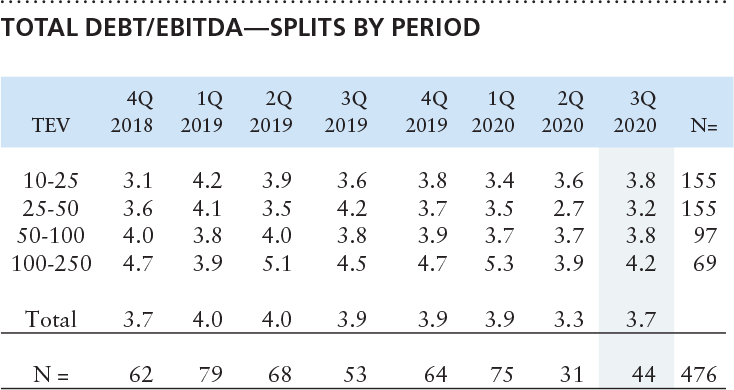 TOTAL DEBT/EBITDA—SPLITS BY PERIOD
4Q 1Q 2Q 3Q 4Q 1Q 2Q 3Q
TEV 2018 2019 2019 2019 2019 2020 2020 2020 N=
10-25 3.1 4.2 3.9 3.6 3.8 3.4 3.6 3.8 155
25-50 3.6 4.1 3.5 4.2 3.7 3.5 2.7 3.2 155
50-100 4.0 3.8 4.0 3.8 3.9 3.7 3.7 3.8 97
100-250 4.7 3.9 5.1 4.5 4.7 5.3 3.9 4.2 69
Total 3.7 4.0 4.0 3.9 3.9 3.9 3.3 3.7
N = 62 79 68 53 64 75 31 44 476